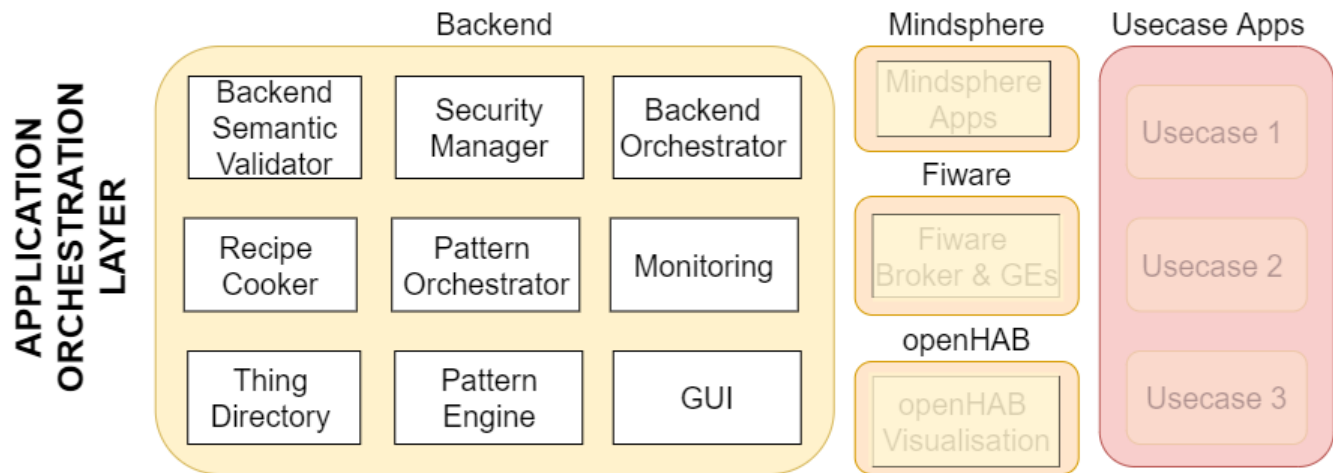 APPLICATION
ORCHESTRATION
LAYER
Backend
Backend
Semantic
Validator
Security
Manager
Backend
Orchestrator
Recipe
Cooker
Pattern
Orchestrator
Monitoring
Thing
Directory
Pattern
Engine
GUI
Mindsphere
Mindsphere
Apps
Fiware
Fiware
Broker & GEs
openHAB
openHAB
Visualisation
Usecase Apps
Usecase 1
Usecase 2
Usecase 3